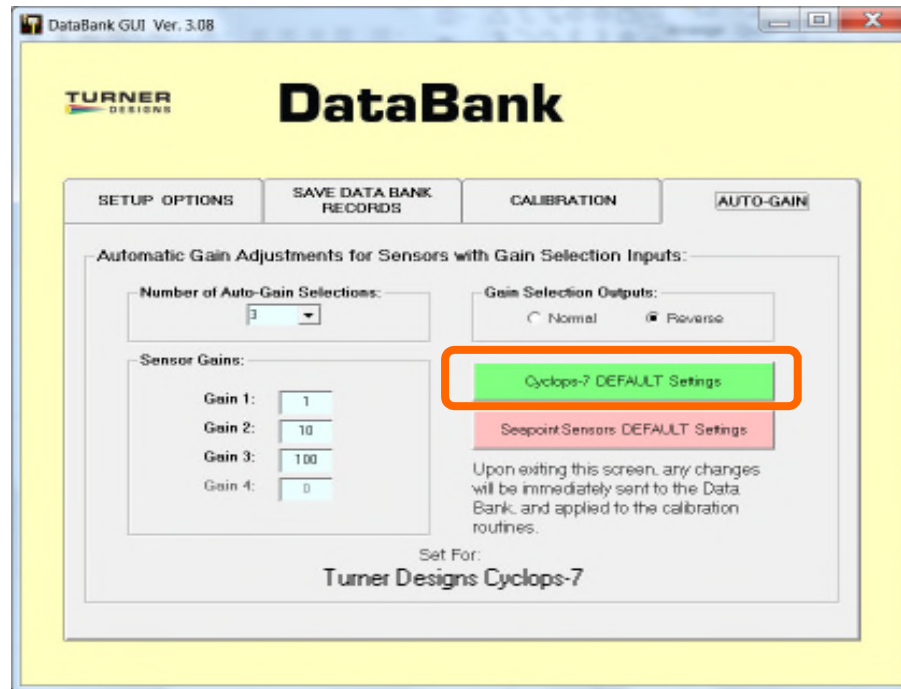 DataBank GUI Ver. 3.08
TURNER
DESIGNS
DataBank
SETUP OPTIONS
SAVE DATA BANK
RECORDS
CALIBRATION
AUTO-GAIN
Automatic Gain Adjustments for Sensors with Gain Selection Inputs:
Number of Auto-Gain Selections:
3
Gain Selection Outputs:
Normal
Reverse
Sensor Gains:
Gain 1:
1
Gain 2:
10
Gain 3:
100
Gain 4:
0
Cyclops-7 DEFAULT Settings
Seapoint Sensors DEFAULT Settings
Upon exiting this screen, any changes
will be immediately sent to the Data
Bank, and applied to the calibration
routines.
Set For:
Turner Designs Cyclops-7